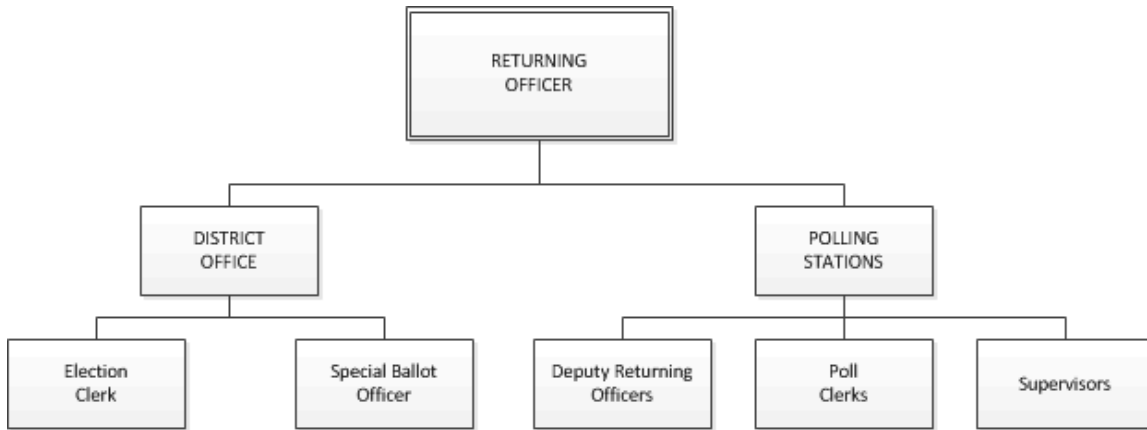 RETURNING
OFFICER
DISTRICT
OFFICE
POLLING
STATIONS
Election
Clerk
Special Ballot
Officer
Deputy Returning
Officers
Poll
Clerks
Supervisors